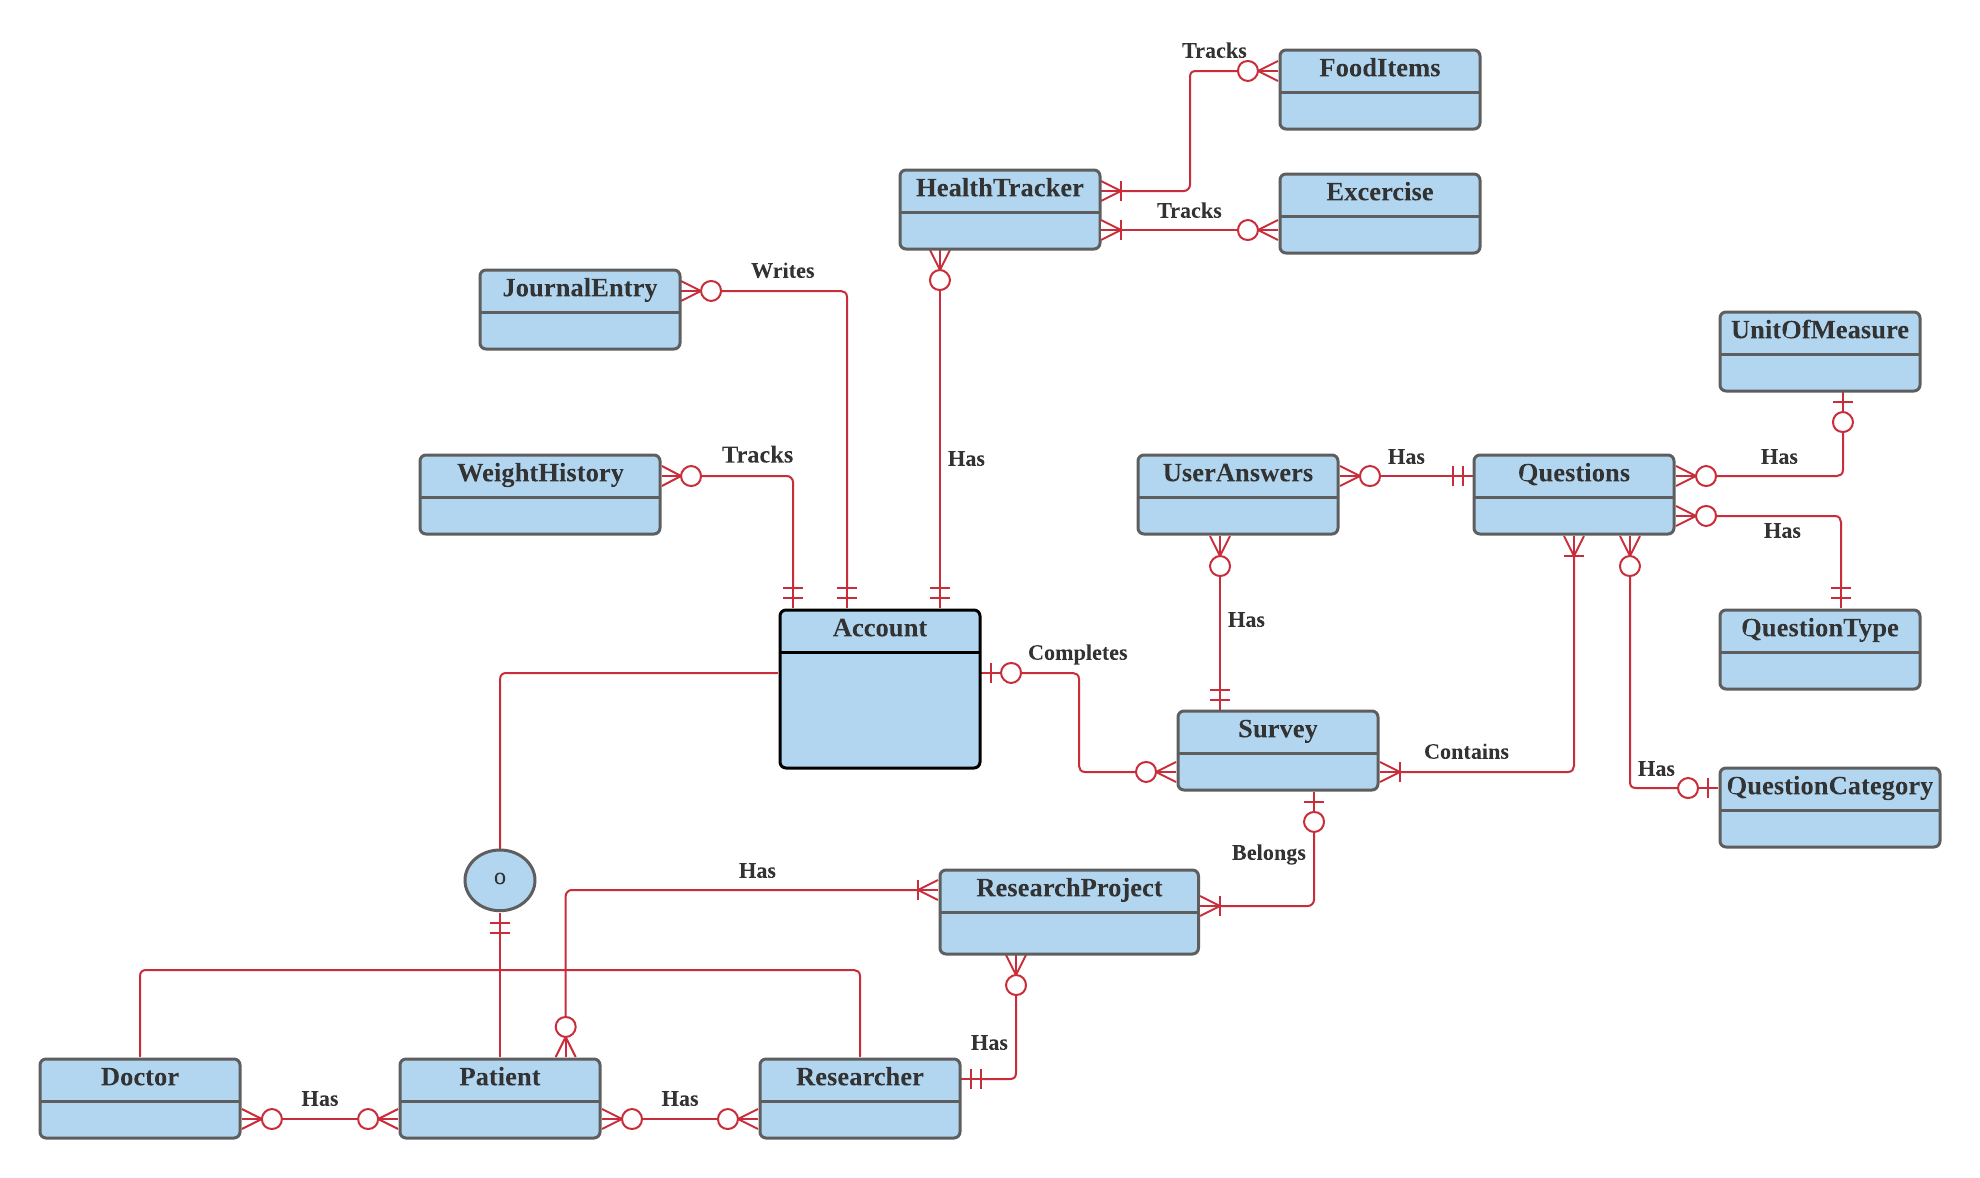 Tracks
FoodItems
HealthTracker
Excercise
Tracks
JournalEntry
Writes
UnitOfMeasure
WeightHistory
Tracks
Has
UserAnswers
Has
Questions
Has
Has
Account
Has
QuestionType
Completes
Survey
Contains
Has
QuestionCategory
Belongs
o
Has
ResearchProject
Has
Doctor
Has
Patient
Has
Researcher